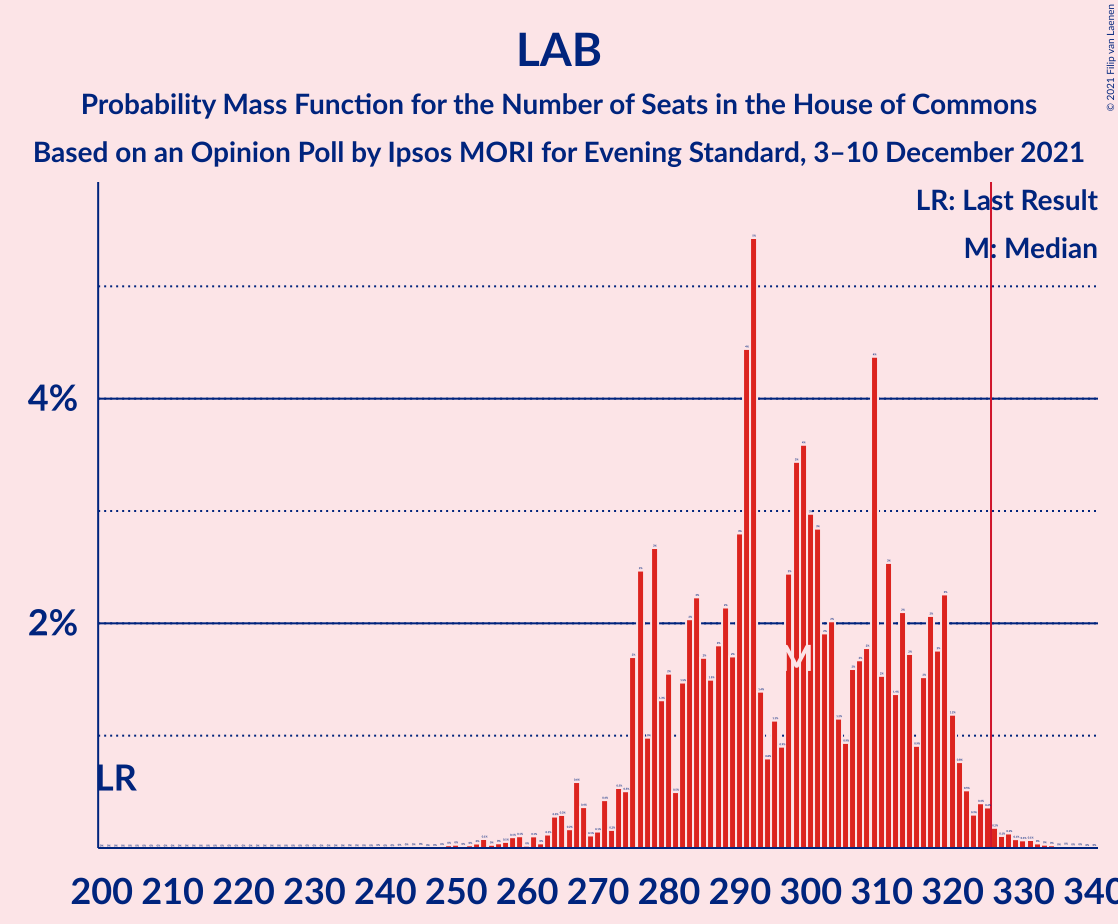 LAB
Probability Mass Function for the Number of Seats in the House of Commons
Based on an Opinion Poll by Ipsos MORI for Evening Standard, 3–10 December 2021
© 2021 Filip van Laenen
LR: Last Result
M: Median
4%
2%
M
LR
200 210 220 230 240 250 260 270 280 290 300 310 320 330 340